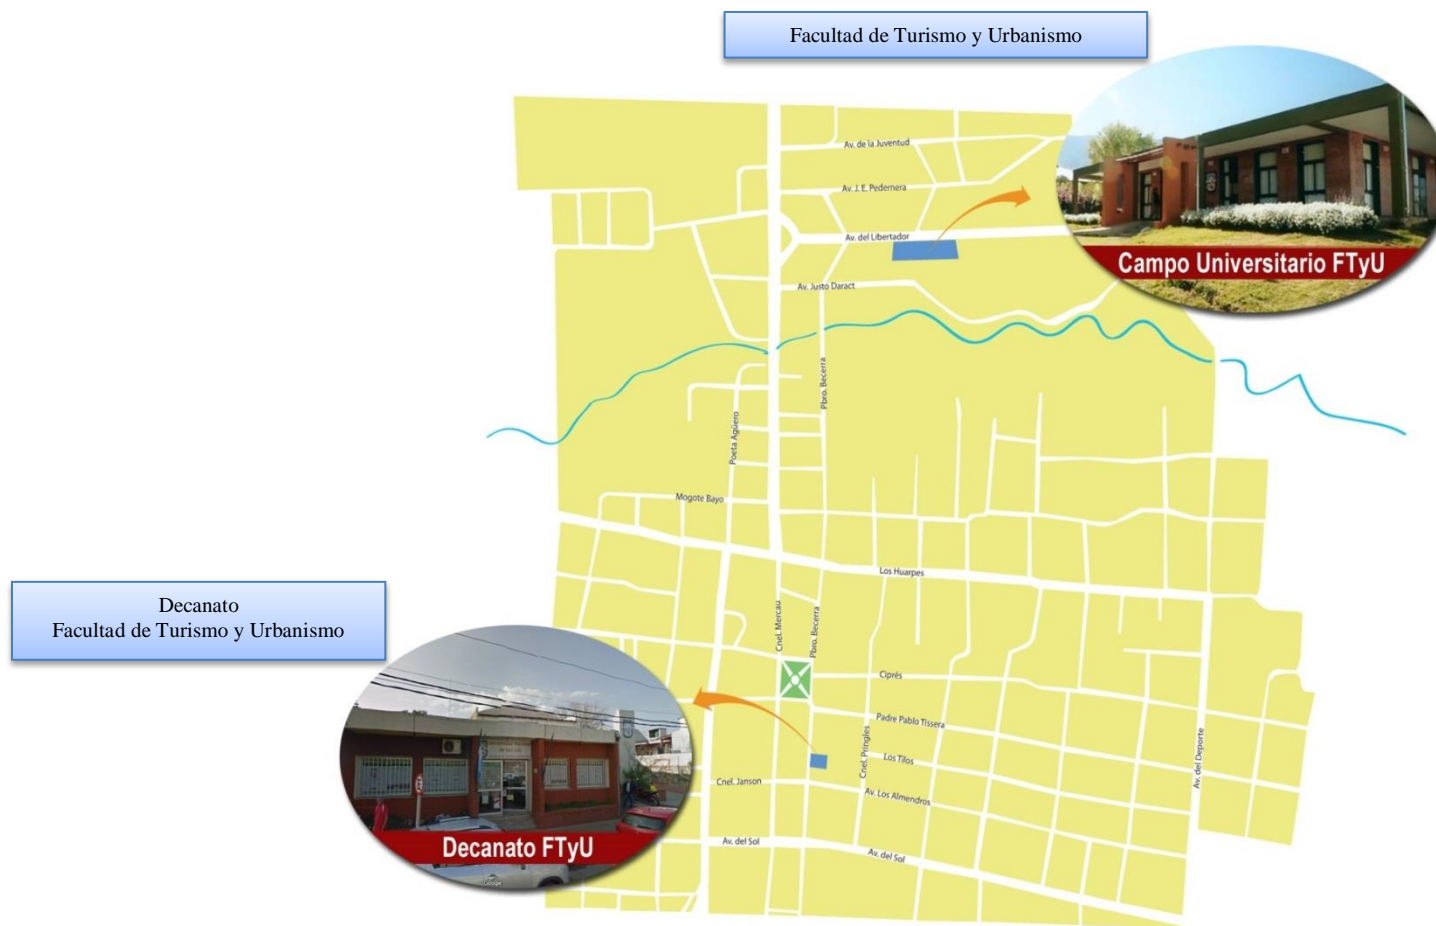 Facultad de Turismo y Urbanismo
Av. de la Juventud
Av. J. E. Pedernera
Av. del Libertador
Campo Universitario FTyU
Av. Justo Daract
Pbro. Becerra
Poeta Agüero
Mogote Bayo
Los Huarpes
Decanato
Facultad de Turismo y Urbanismo
Cnel. Mercau
Pbro. Becerra
Ciprés
Padre Pablo Tissera
Cnel. Pringles
Los Tilos
Av. del Deporte
Cnel. Janson
Av. Los Almendros
Decanato FTyU
Av. del Sol
Av. del Sol
Google